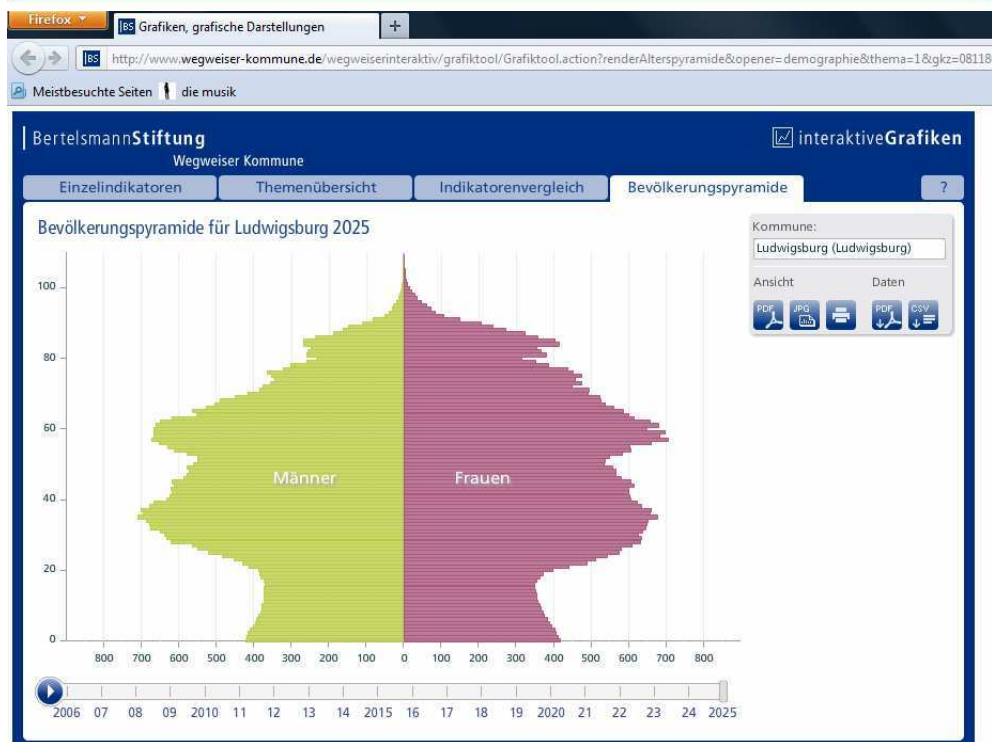 Firefox
|BS Grafiken, grafische Darstellungen +
|BS http://www.wegweiser-kommune.de/wegweiserinteraktiv/grafiktool/Grafiktool.action?renderAlterspyramide&opener=demographie&thema=1&gkz=08118
Meistbesuchte Seiten die musik
BertelsmannStiftung
Wegweiser Kommune
interaktiveGrafiken
Einzelindikatoren Themenübersicht Indikatorenvergleich Bevölkerungspyramide ?
Bevölkerungspyramide für Ludwigsburg 2025
Kommune:
Ludwigsburg (Ludwigsburg)
Ansicht Daten
PDF JPG PDF CSV
100
80
60
Männer Frauen
40
20
0
800 700 600 500 400 300 200 100 0 100 200 300 400 500 600 700 800
2006 07 08 09 2010 11 12 13 14 2015 16 17 18 19 2020 21 22 23 24 2025